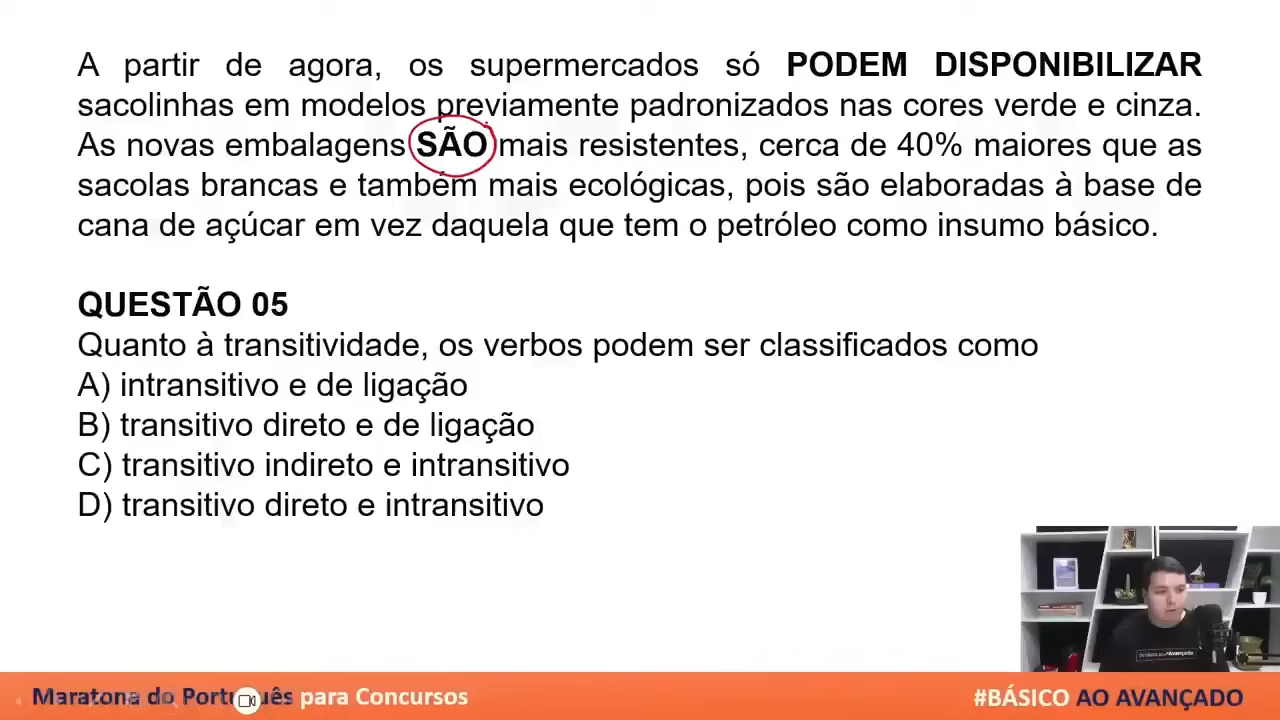 A partir de agora, os supermercados só PODEM DISPONIBILIZAR
sacolinhas em modelos previamente padronizados nas cores verde e cinza.
As novas embalagens SÃO mais resistentes, cerca de 40% maiores que as
sacolas brancas e também mais ecológicas, pois são elaboradas à base de
cana de açúcar em vez daquela que tem o petróleo como insumo básico.
QUESTÃO 05
Quanto à transitividade, os verbos podem ser classificados como
A) intransitivo e de ligação
B) transitivo direto e de ligação
C) transitivo indireto e intransitivo
D) transitivo direto e intransitivo
Maratona do Português para Concursos
#BÁSICO AO AVANÇADO